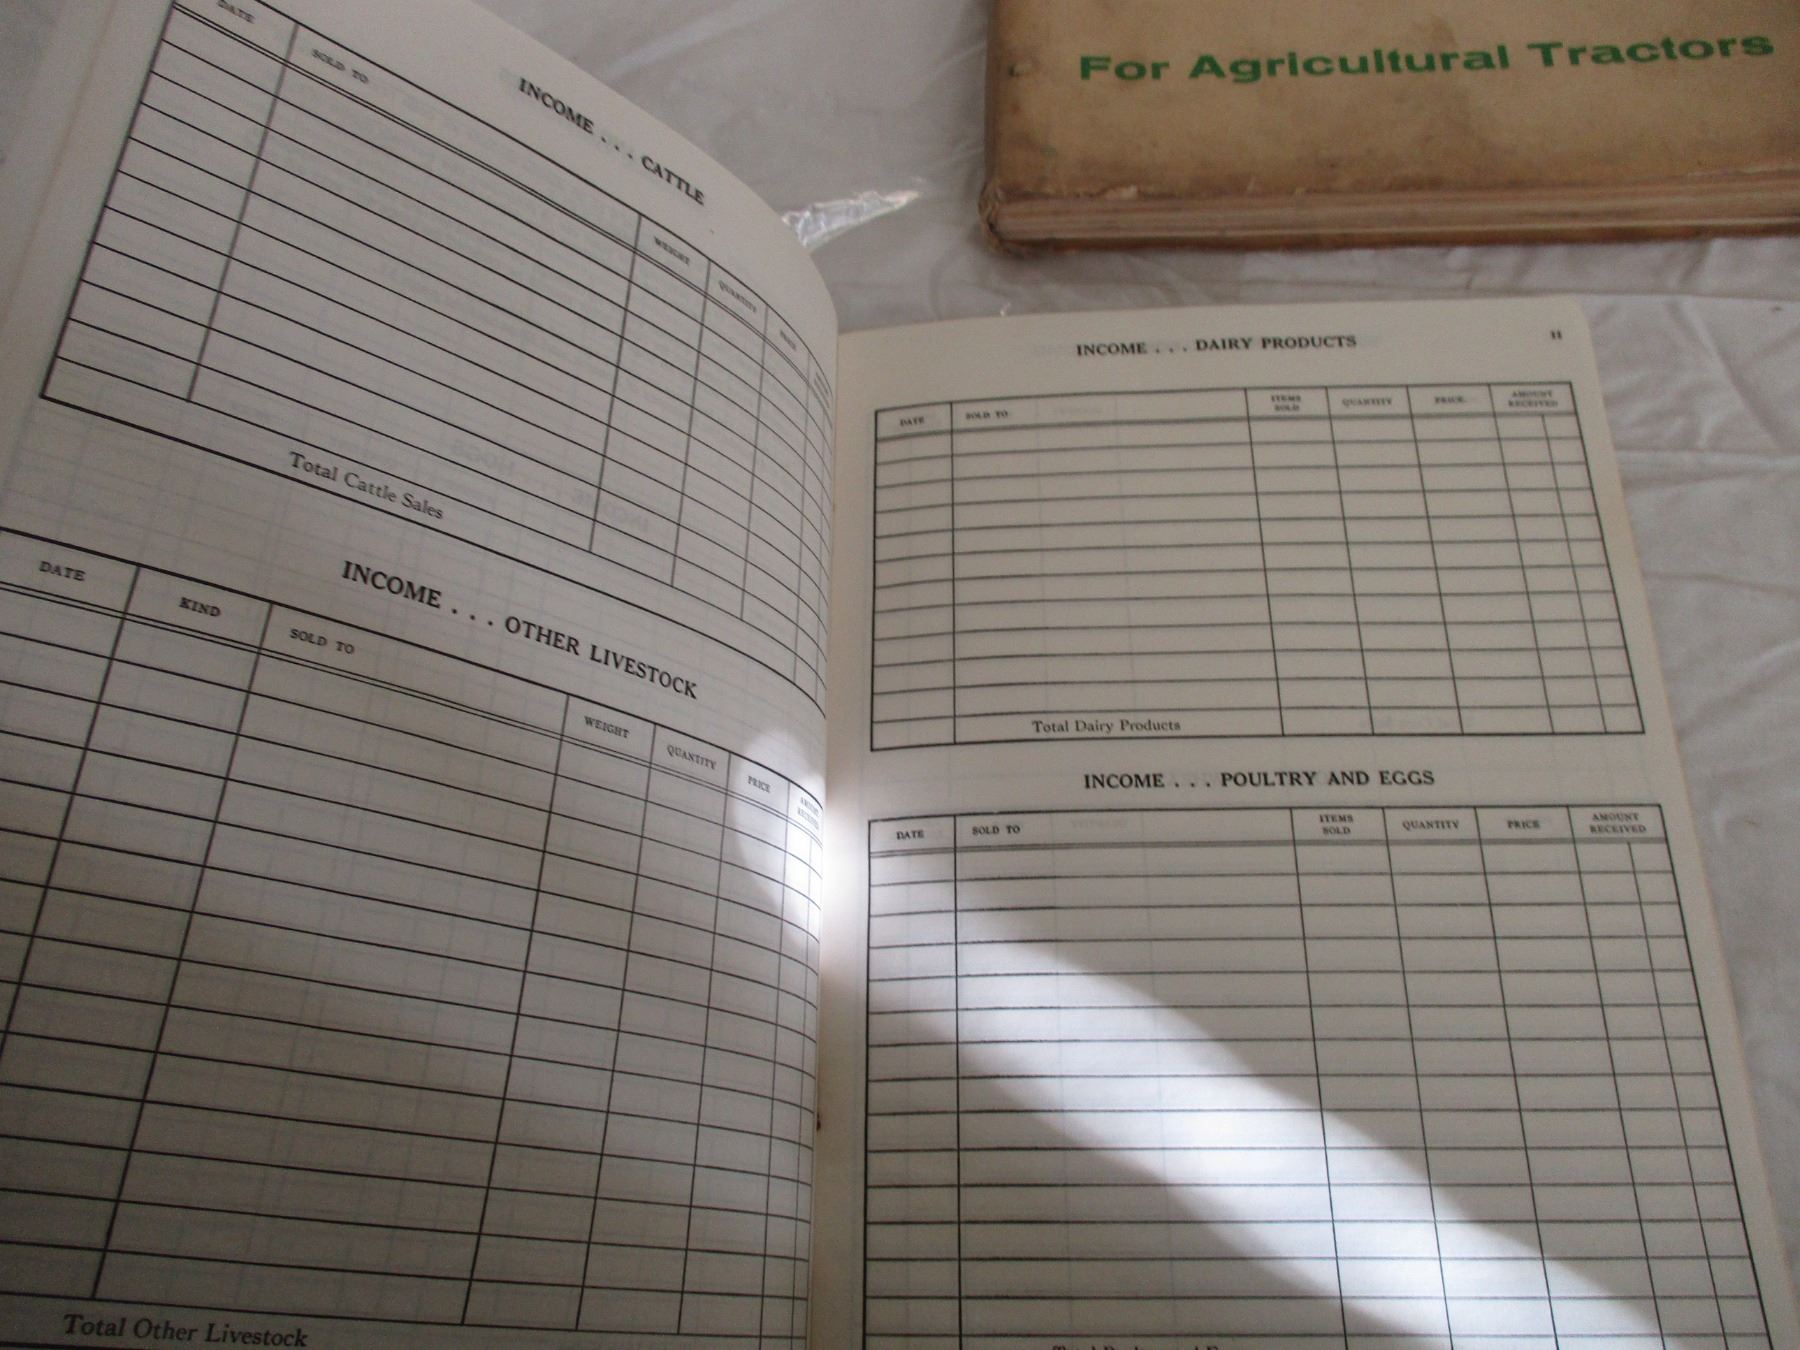 INCOME . . . CATTLE
DATE
SOLD TO
WEIGHT
QUANTITY
PRICE
Total Cattle Sales
INCOME . . . OTHER LIVESTOCK
DATE
KIND
SOLD TO
WEIGHT
QUANTITY
PRICE
AMOUNT
RECEIVED
Total Other Livestock
For Agricultural Tractors
INCOME . . . DAIRY PRODUCTS
11
DATE
SOLD TO
ITEMS
SOLD
QUANTITY
PRICE
AMOUNT
RECEIVED
Total Dairy Products
INCOME . . . POULTRY AND EGGS
DATE
SOLD TO
ITEMS
SOLD
QUANTITY
PRICE
AMOUNT
RECEIVED